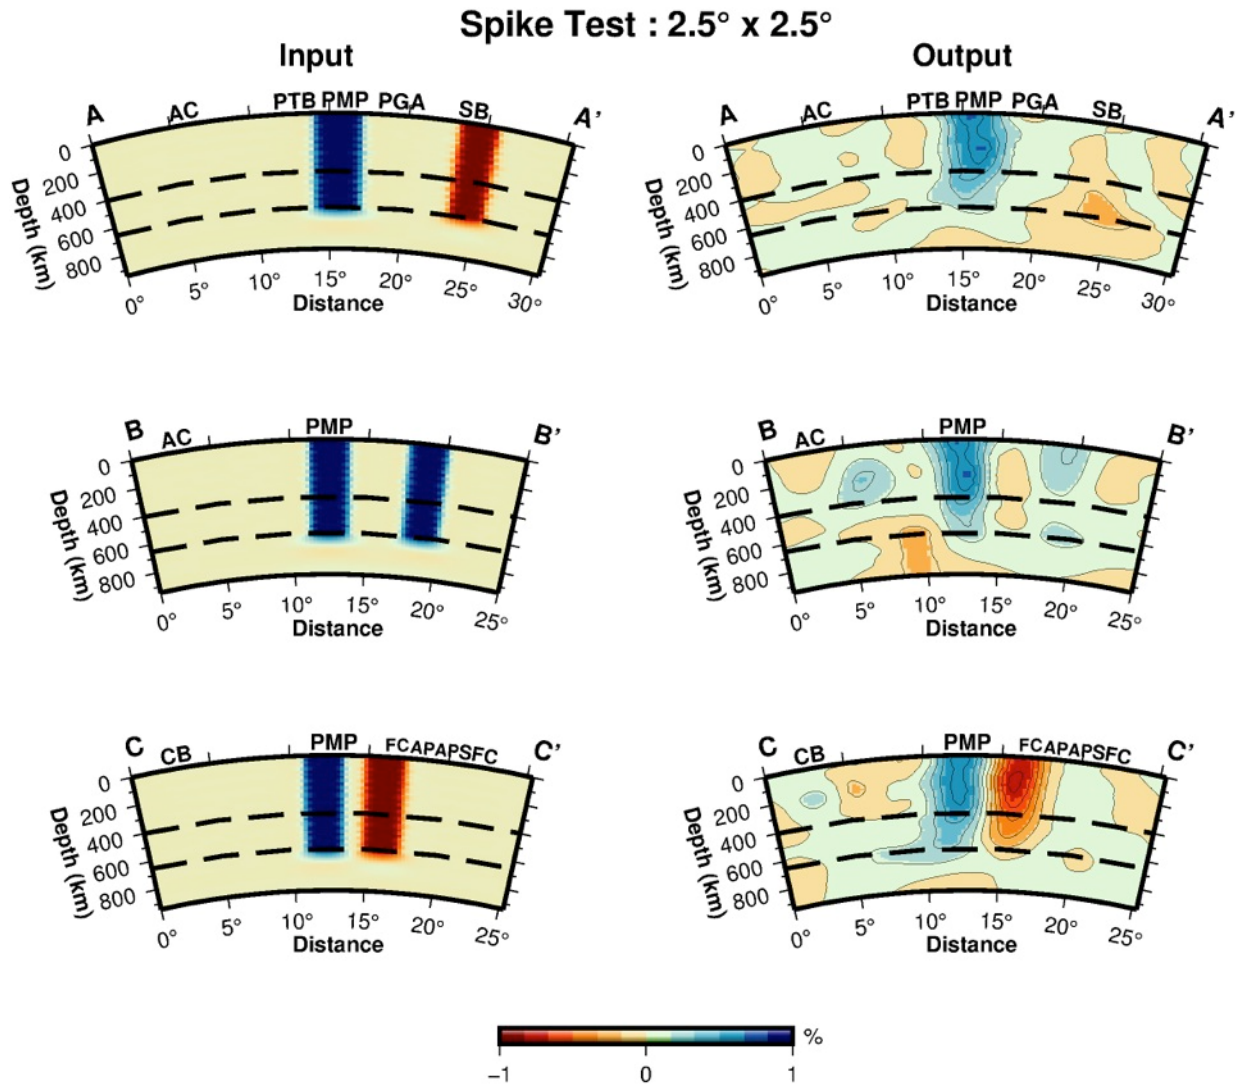 Spike Test : 2.5° x 2.5°
Input
Output
A AC PTB PMP PGA SB A'
0
200
400
600
800
Depth (km)
0° 5° 10° 15° 20° 25° 30°
Distance
A AC PTB PMP PGA SB A'
0
200
400
600
800
Depth (km)
0° 5° 10° 15° 20° 25° 30°
Distance
B AC PMP B'
0
200
400
600
800
Depth (km)
0° 5° 10° 15° 20° 25°
Distance
B AC PMP B'
0
200
400
600
800
Depth (km)
0° 5° 10° 15° 20° 25°
Distance
C CB PMP FCAPAPSFC C'
0
200
400
600
800
Depth (km)
0° 5° 10° 15° 20° 25°
Distance
C CB PMP FCAPAPSFC C'
0
200
400
600
800
Depth (km)
0° 5° 10° 15° 20° 25°
Distance
%
−1 0 1